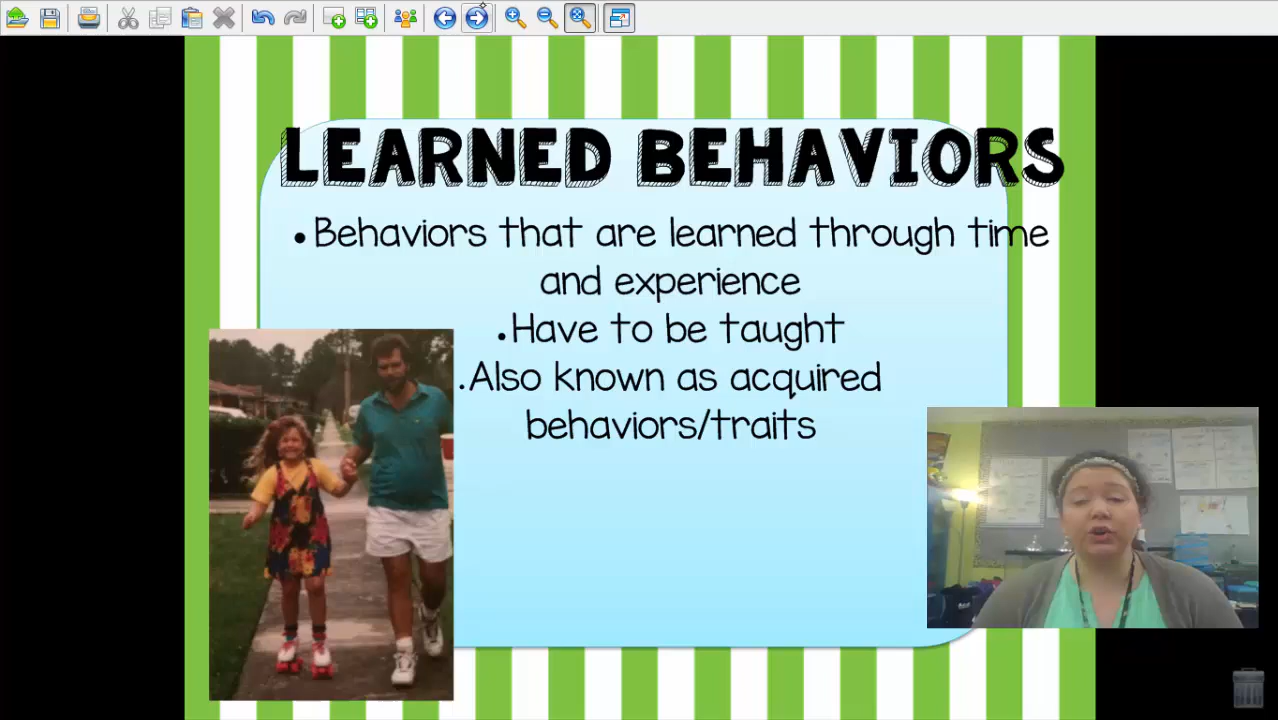 LEARNED BEHAVIORS
• Behaviors that are learned through time
and experience
• Have to be taught
• Also known as acquired
behaviors/traits